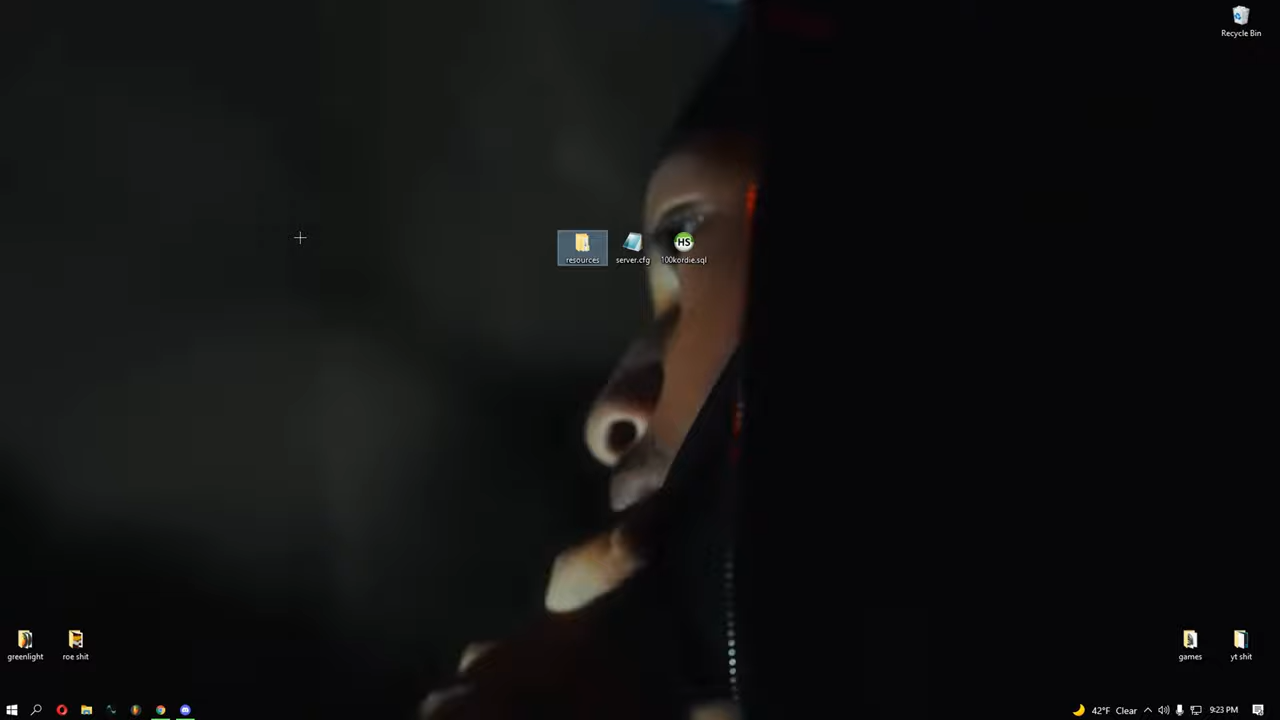 Recycle Bin
resources
server.cfg
HS
100kordie.sql
greenlight
roe shit
games
yt shit
42°F Clear
9:23 PM